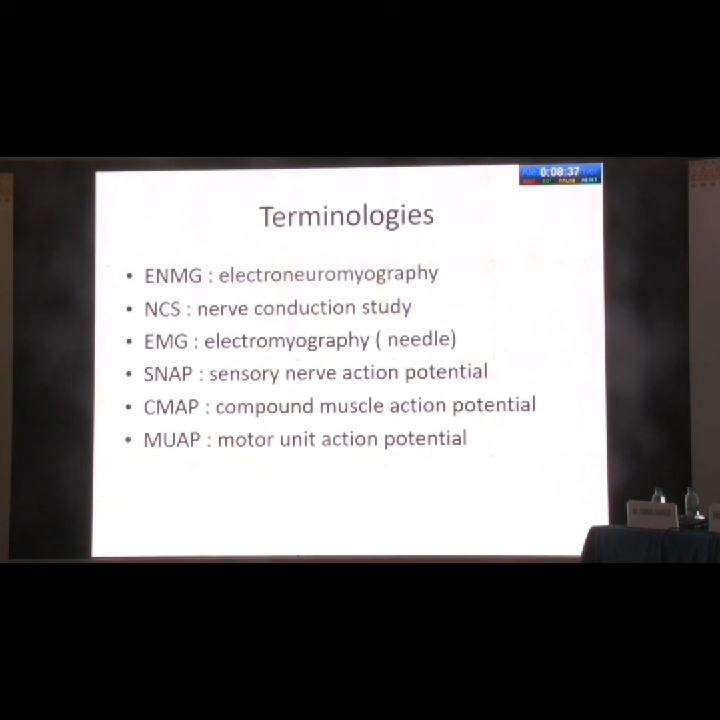 0:08:37
Terminologies
• ENMG : electroneuromyography
• NCS : nerve conduction study
• EMG : electromyography ( needle)
• SNAP : sensory nerve action potential
• CMAP : compound muscle action potential
• MUAP : motor unit action potential